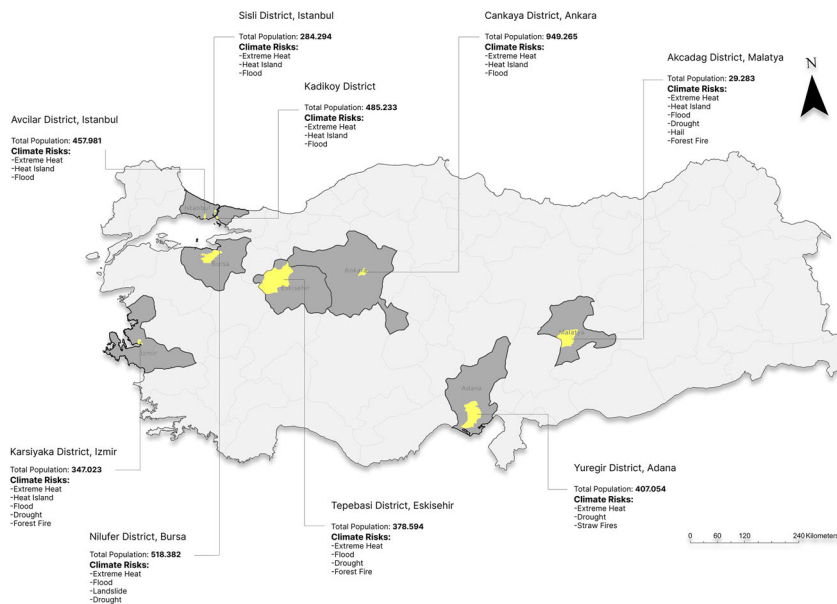 Sisli District, Istanbul
Total Population: 284.294
Climate Risks:
-Extreme Heat
-Heat Island
-Flood
Cankaya District, Ankara
Total Population: 949.265
Climate Risks:
-Extreme Heat
-Heat Island
-Flood
Akcadag District, Malatya
Total Population: 29.283
Climate Risks:
-Extreme Heat
-Heat Island
-Flood
-Drought
-Hail
-Forest Fire
N
Kadikoy District
Total Population: 485.233
Climate Risks:
-Extreme Heat
-Heat Island
-Flood
Avcilar District, Istanbul
Total Population: 457.981
Climate Risks:
-Extreme Heat
-Heat Island
-Flood
Istanbul
Bursa
Eskisehir
Ankara
Izmir
Malatya
Adana
Karsiyaka District, Izmir
Total Population: 347.023
Climate Risks:
-Extreme Heat
-Heat Island
-Flood
-Drought
-Forest Fire
Nilufer District, Bursa
Total Population: 518.382
Climate Risks:
-Extreme Heat
-Flood
-Landslide
-Drought
Tepebasi District, Eskisehir
Total Population: 378.594
Climate Risks:
-Extreme Heat
-Flood
-Drought
-Forest Fire
Yuregir District, Adana
Total Population: 407.054
Climate Risks:
-Extreme Heat
-Drought
-Straw Fires
0 60 120 240 Kilometers